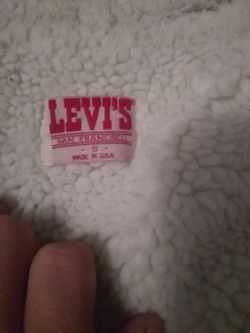 LEVI'S
SAN FRANCISCO
- S -
MADE IN USA